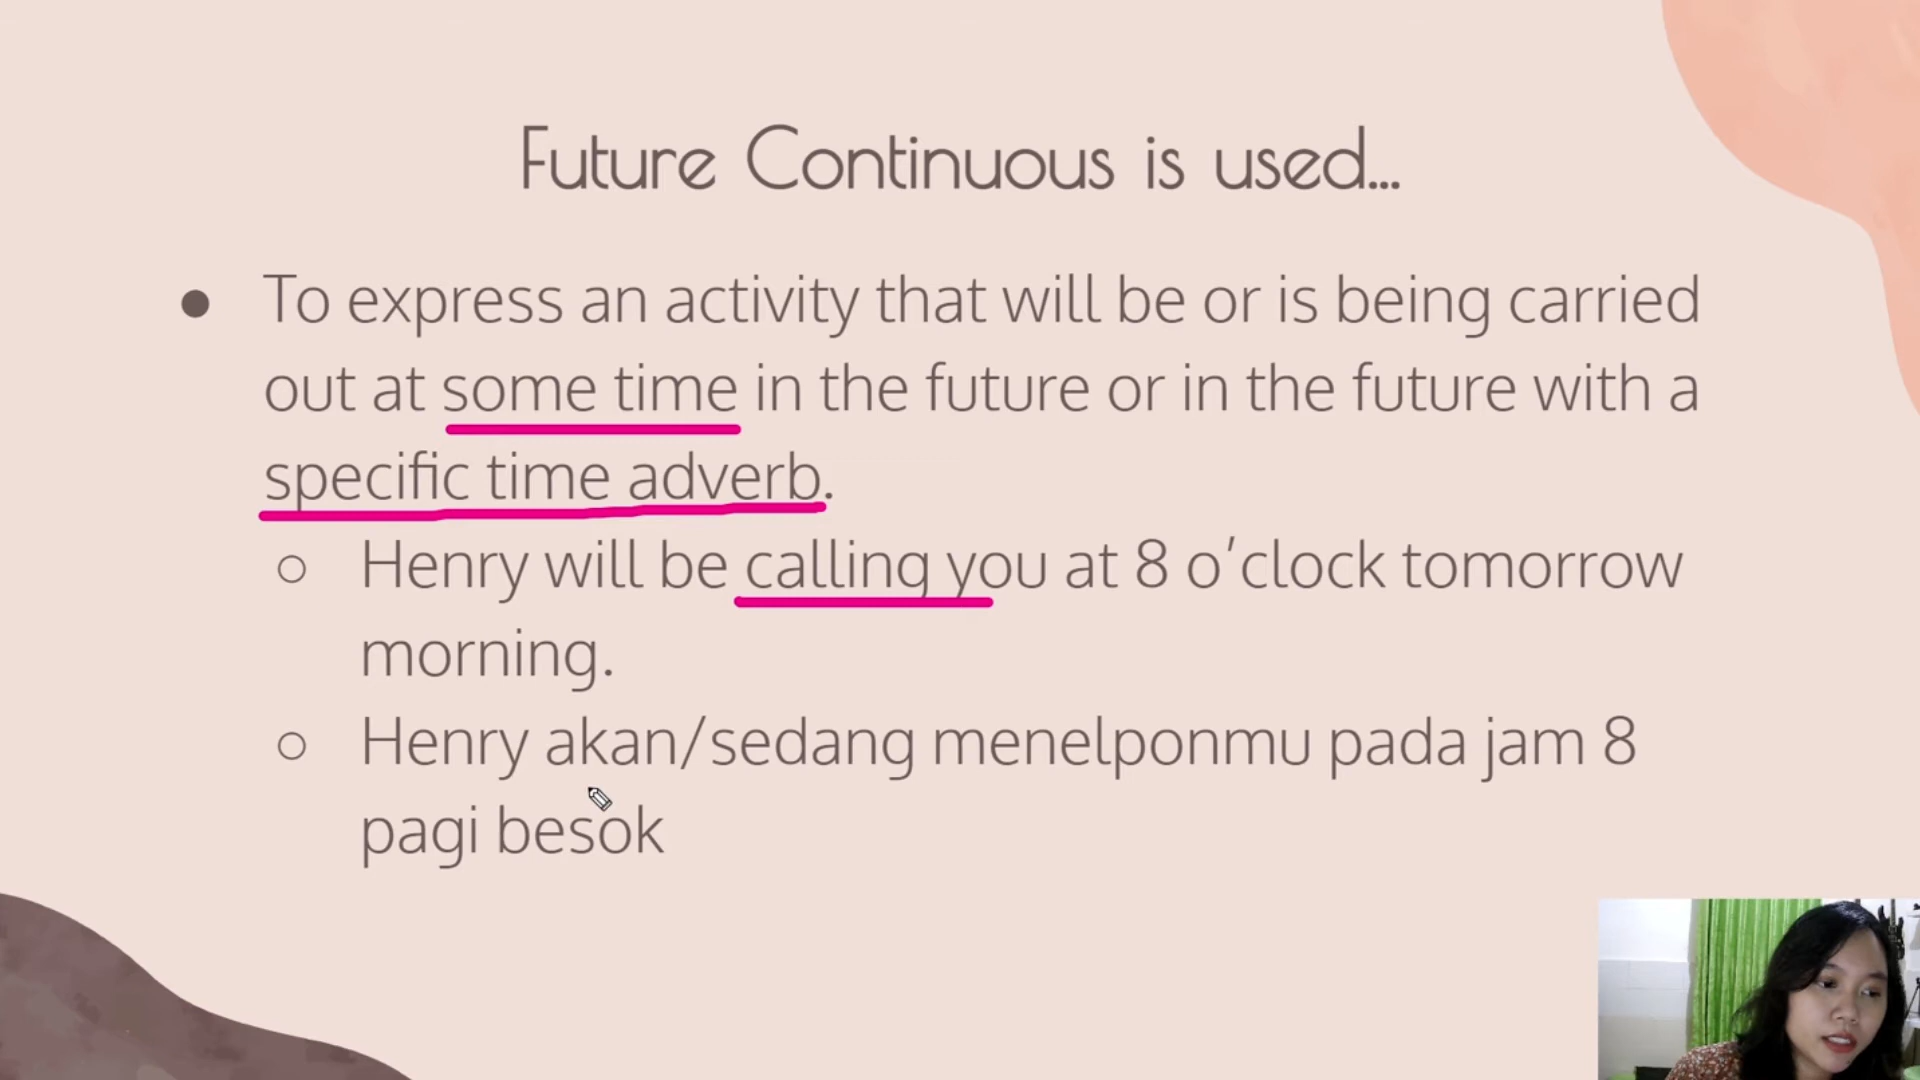 Future Continuous is used...
● To express an activity that will be or is being carried
out at some time in the future or in the future with a
specific time adverb.
○ Henry will be calling you at 8 o’clock tomorrow
morning.
○ Henry akan/sedang menelponmu pada jam 8
pagi besok